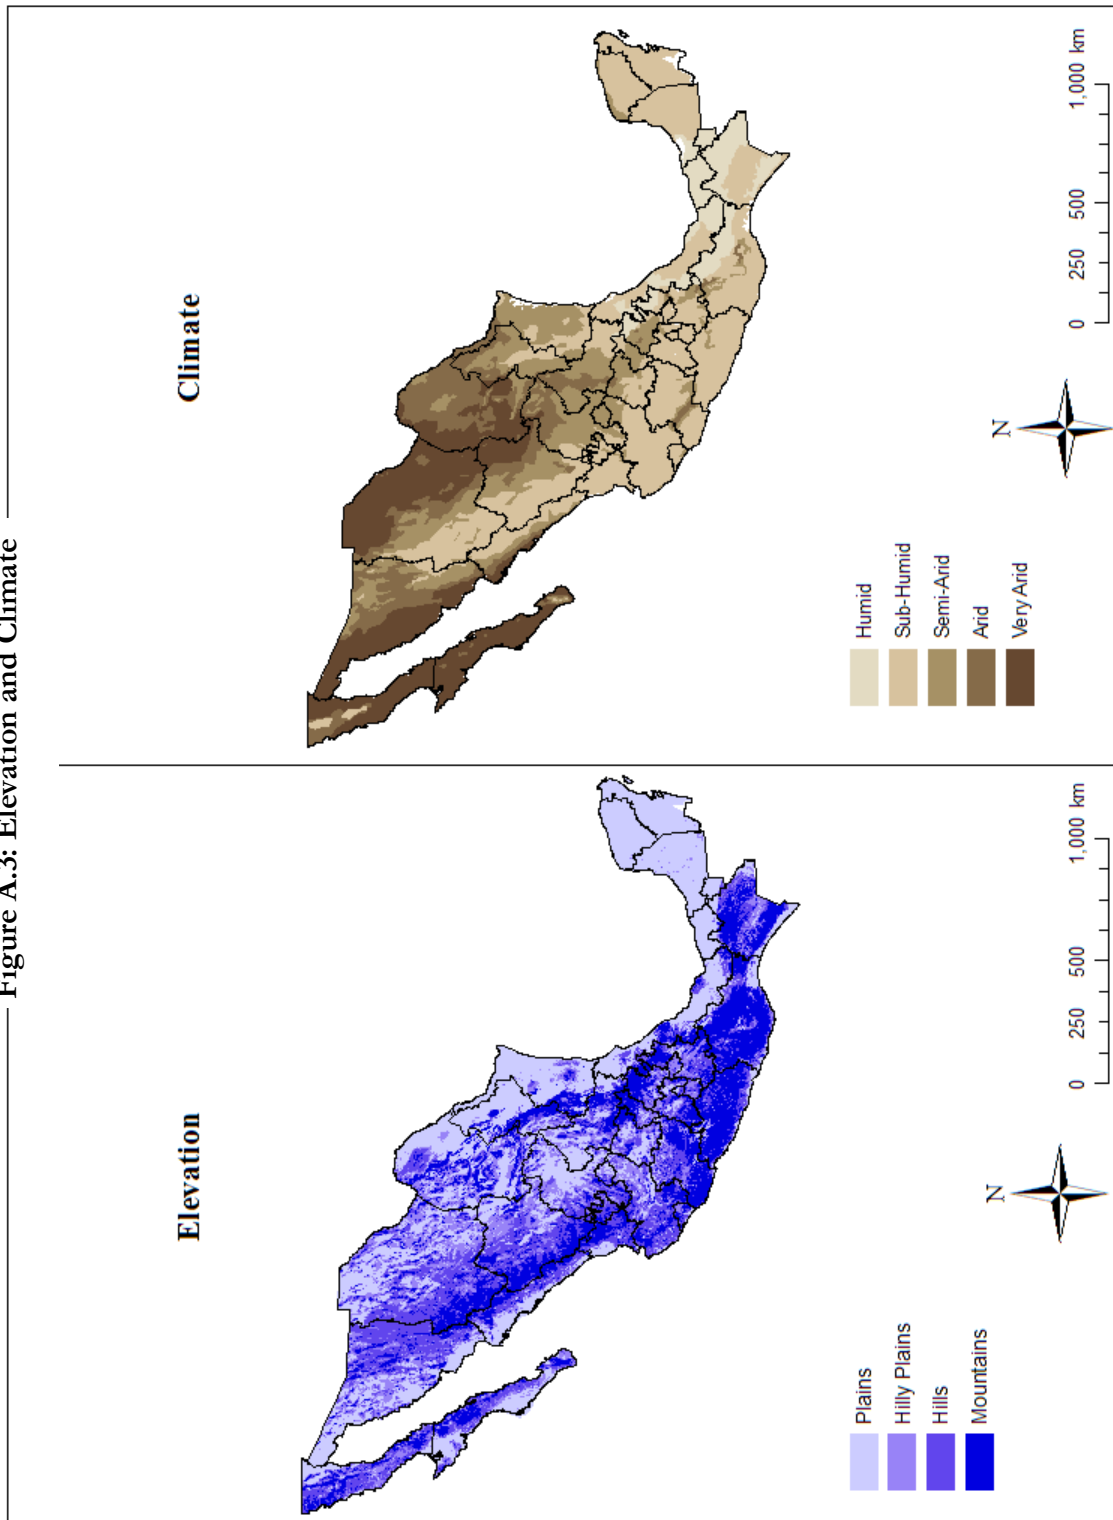 Figure A.3: Elevation and Climate
Elevation
Plains
Hilly Plains
Hills
Mountains
N
0 250 500 1,000 km
Climate
Humid
Sub-Humid
Semi-Arid
Arid
Very Arid
N
0 250 500 1,000 km